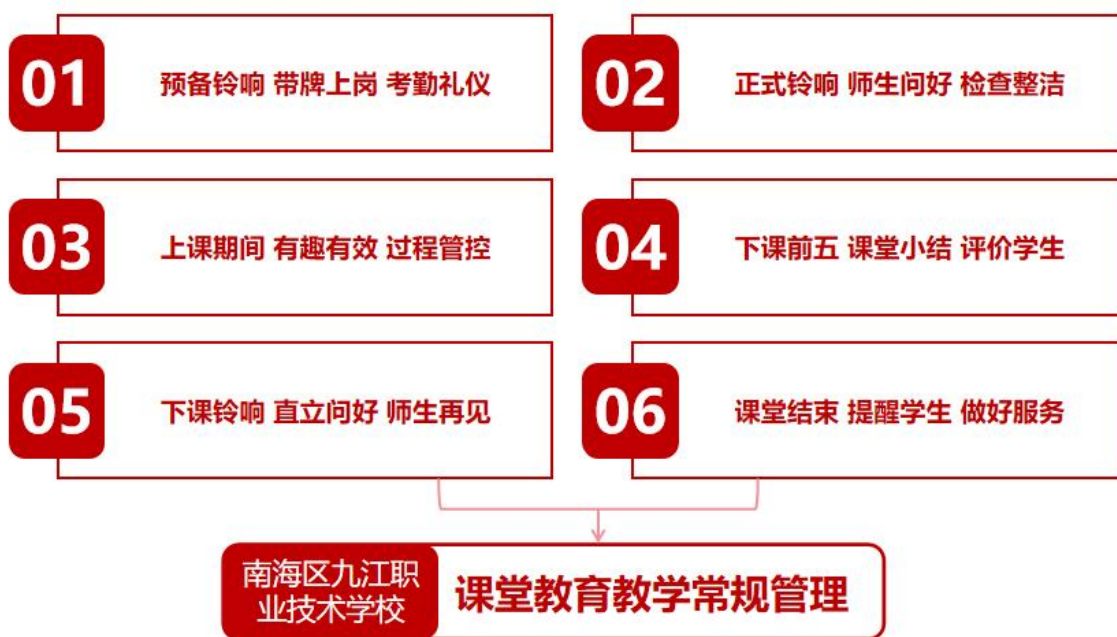 01
预备铃响 带牌上岗 考勤礼仪
02
正式铃响 师生问好 检查整洁
03
上课期间 有趣有效 过程管控
04
下课前五 课堂小结 评价学生
05
下课铃响 直立问好 师生再见
06
课堂结束 提醒学生 做好服务
南海区九江职
业技术学校
课堂教育教学常规管理